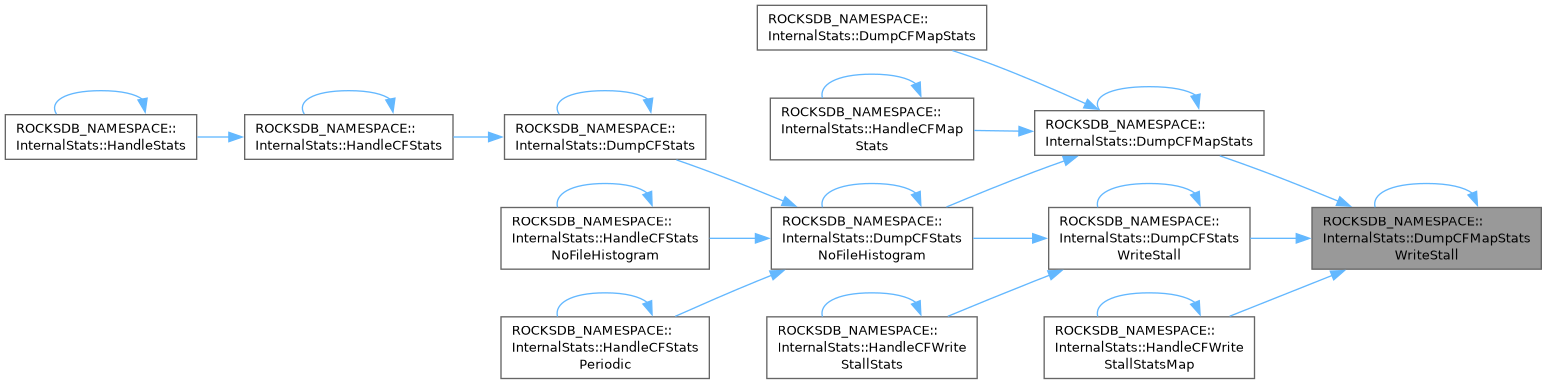 ROCKSDB_NAMESPACE::
InternalStats::HandleStats
ROCKSDB_NAMESPACE::
InternalStats::HandleCFStats
ROCKSDB_NAMESPACE::
InternalStats::DumpCFStats
ROCKSDB_NAMESPACE::
InternalStats::HandleCFStats
NoFileHistogram
ROCKSDB_NAMESPACE::
InternalStats::HandleCFStats
Periodic
ROCKSDB_NAMESPACE::
InternalStats::DumpCFMapStats
ROCKSDB_NAMESPACE::
InternalStats::HandleCFMap
Stats
ROCKSDB_NAMESPACE::
InternalStats::DumpCFStats
NoFileHistogram
ROCKSDB_NAMESPACE::
InternalStats::HandleCFWrite
StallStats
ROCKSDB_NAMESPACE::
InternalStats::DumpCFMapStats
ROCKSDB_NAMESPACE::
InternalStats::DumpCFStats
WriteStall
ROCKSDB_NAMESPACE::
InternalStats::HandleCFWrite
StallStatsMap
ROCKSDB_NAMESPACE::
InternalStats::DumpCFMapStats
WriteStall